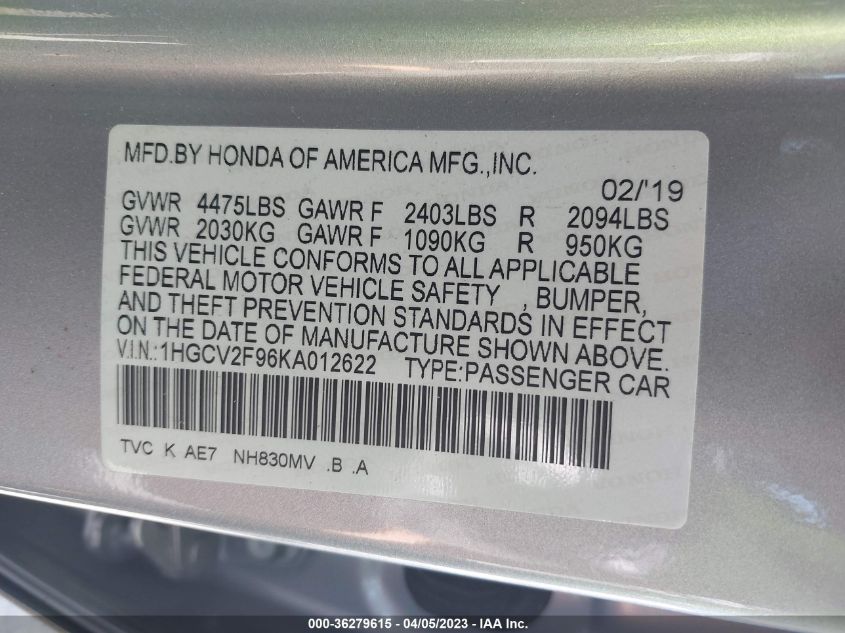 MFD.BY HONDA OF AMERICA MFG.,INC.
02/'19
GVWR 4475LBS GAWR F 2403LBS R 2094LBS
GVWR 2030KG GAWR F 1090KG R 950KG
THIS VEHICLE CONFORMS TO ALL APPLICABLE
FEDERAL MOTOR VEHICLE SAFETY , BUMPER,
AND THEFT PREVENTION STANDARDS IN EFFECT
ON THE DATE OF MANUFACTURE SHOWN ABOVE.
V.I.N.:1HGCV2F96KA012622 TYPE:PASSENGER CAR
TVC K AE7 NH830MV .B .A
000-36279615 - 04/05/2023 - IAA Inc.